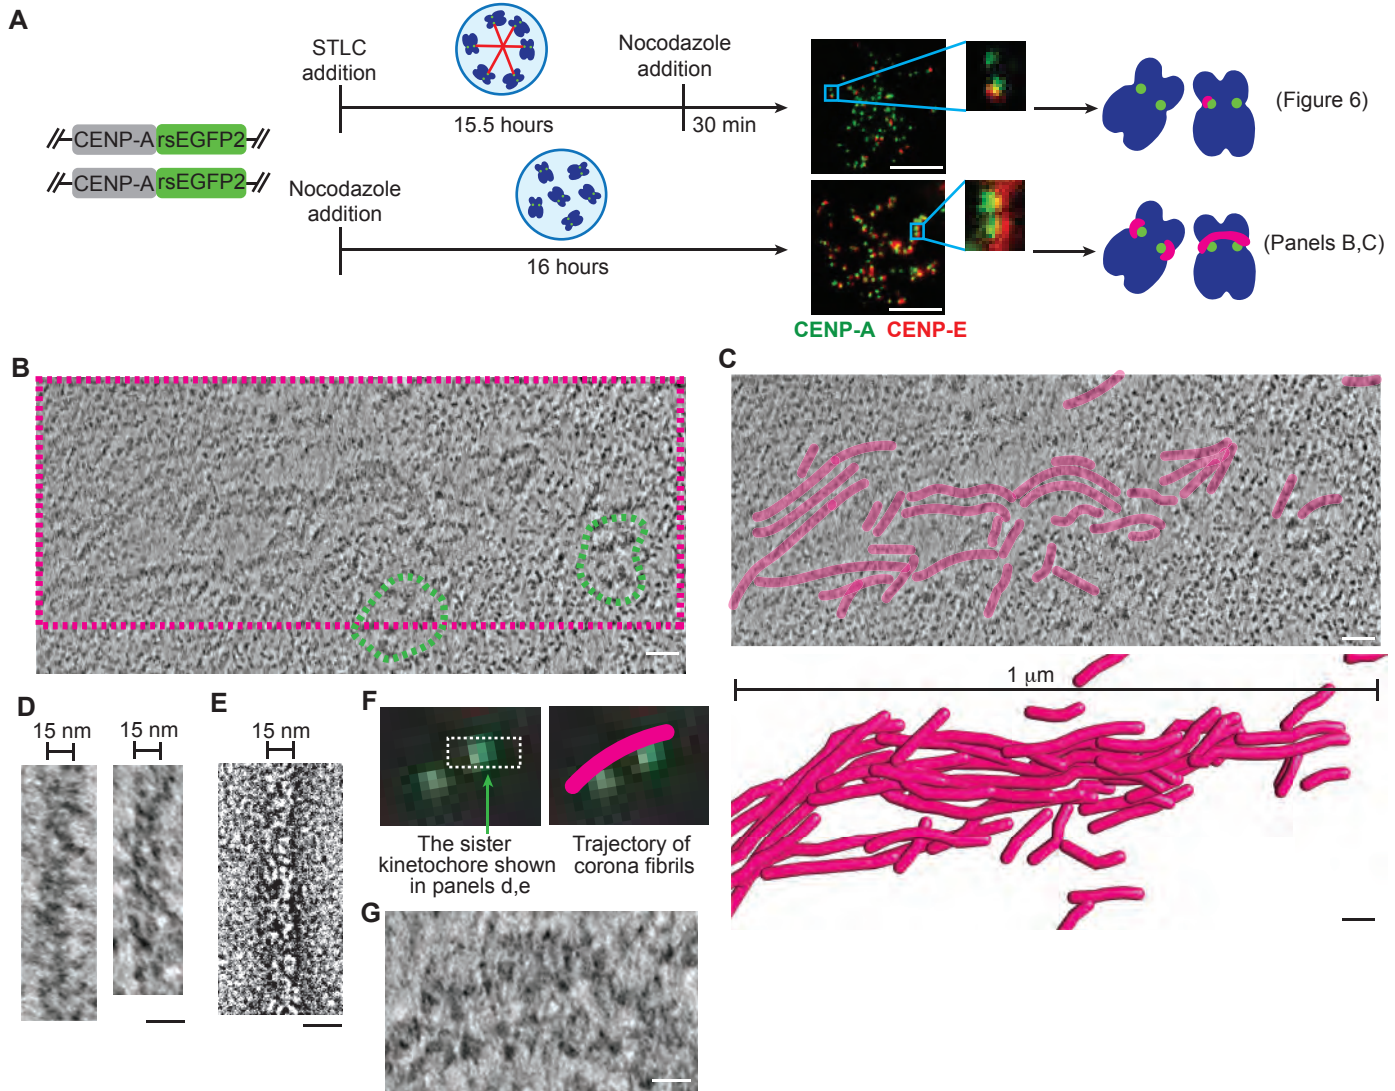 A
STLC
addition
Nocodazole
addition
15.5 hours
30 min
(Figure 6)
CENP-A rsEGFP2
CENP-A rsEGFP2
Nocodazole
addition
16 hours
(Panels B,C)
CENP-A CENP-E
B
C
1 μm
D
15 nm
15 nm
E
15 nm
F
The sister
kinetochore shown
in panels d,e
Trajectory of
corona fibrils
G